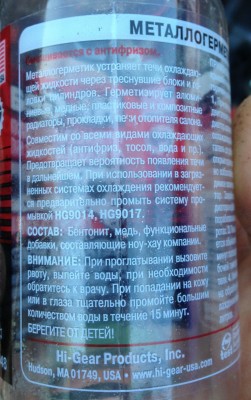 МЕТАЛЛОГЕРМЕ
Смешивается с антифризом.
Металлогерметик устраняет течи охлаждаю-
щей жидкости через треснувшие блоки и го-
ловки цилиндров. Герметизирует алюми-
ниевые, медные, пластиковые и композитные
радиаторы, прокладки, печи отопителя салона.
Совместим со всеми видами охлаждающих
жидкостей (антифриз, тосол, вода и пр.).
Предотвращает вероятность появления течи
в дальнейшем. При использовании в загряз-
ненных системах охлаждения рекомендует-
ся предварительно промыть систему про-
мывкой HG9014, HG9017.
СОСТАВ: Бентонит, медь, функциональные
добавки, составляющие ноу-хау компании.
ВНИМАНИЕ: При проглатывании вызовите
рвоту, выпейте воды, при необходимости
обратитесь к врачу. При попадании на кожу
или в глаза тщательно промойте большим
количеством воды в течение 15 минут.
БЕРЕГИТЕ ОТ ДЕТЕЙ!
Hi-Gear Products, Inc.
Hudson, MA 01749, USA • www.hi-gear-usa.com